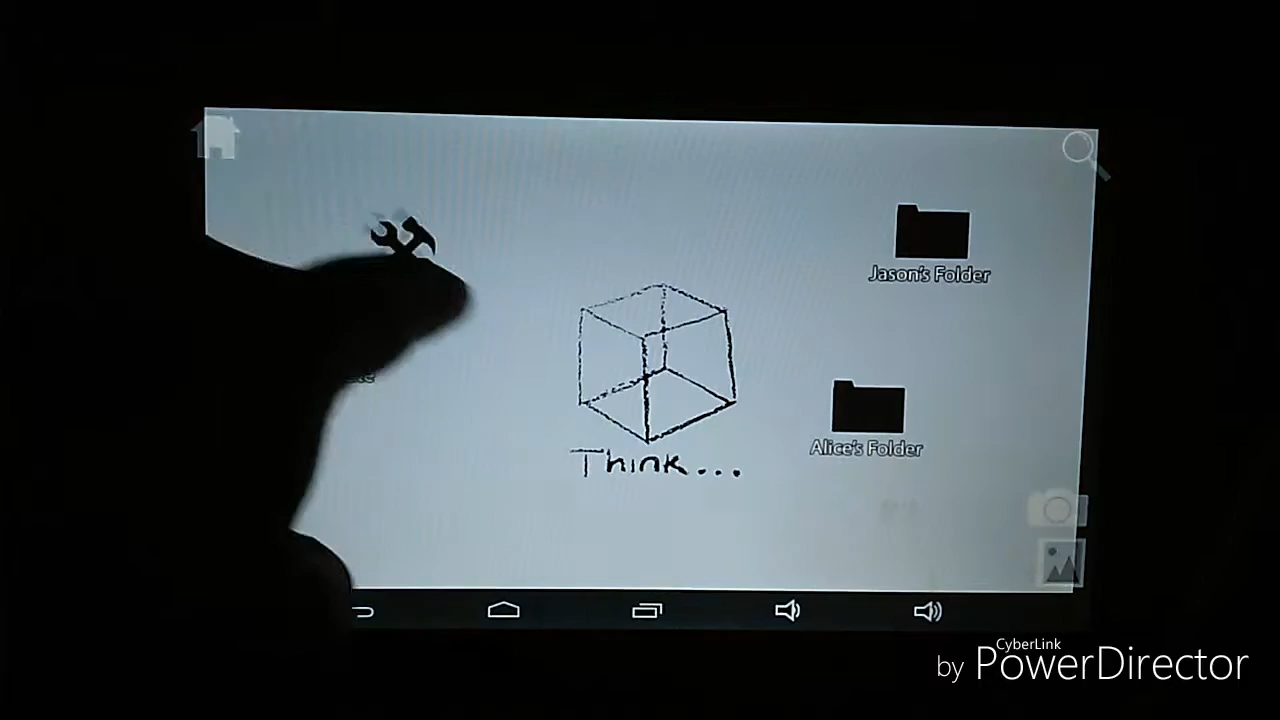 Jason's Folder
Think...
Alice's Folder
CyberLink
by PowerDirector